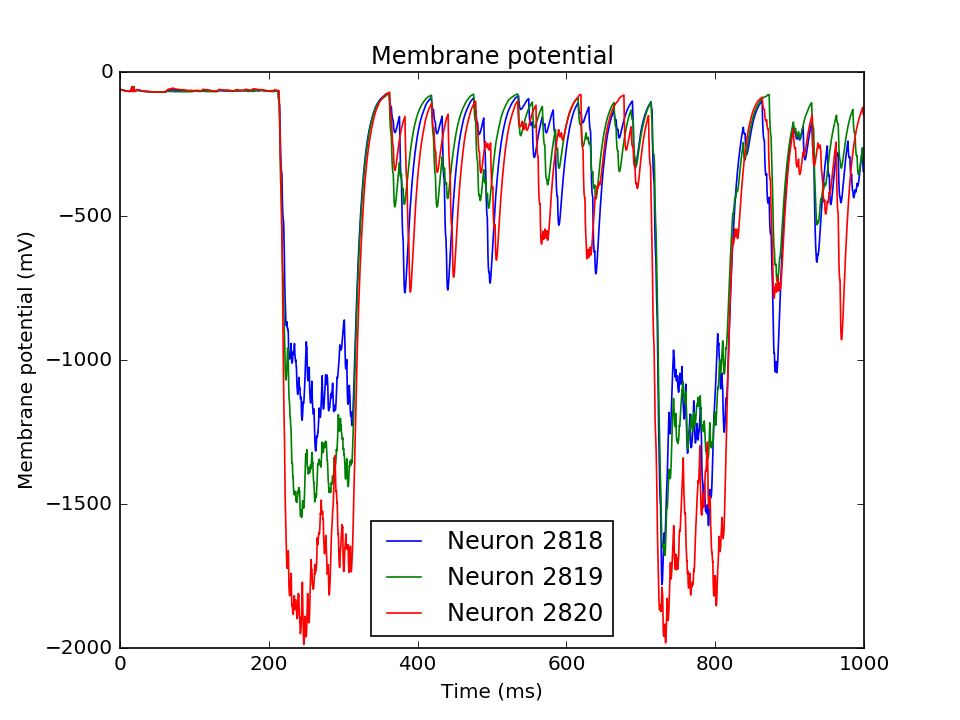 Membrane potential
Membrane potential (mV)
0
−500
−1000
−1500
−2000
Neuron 2818
Neuron 2819
Neuron 2820
0 200 400 600 800 1000
Time (ms)